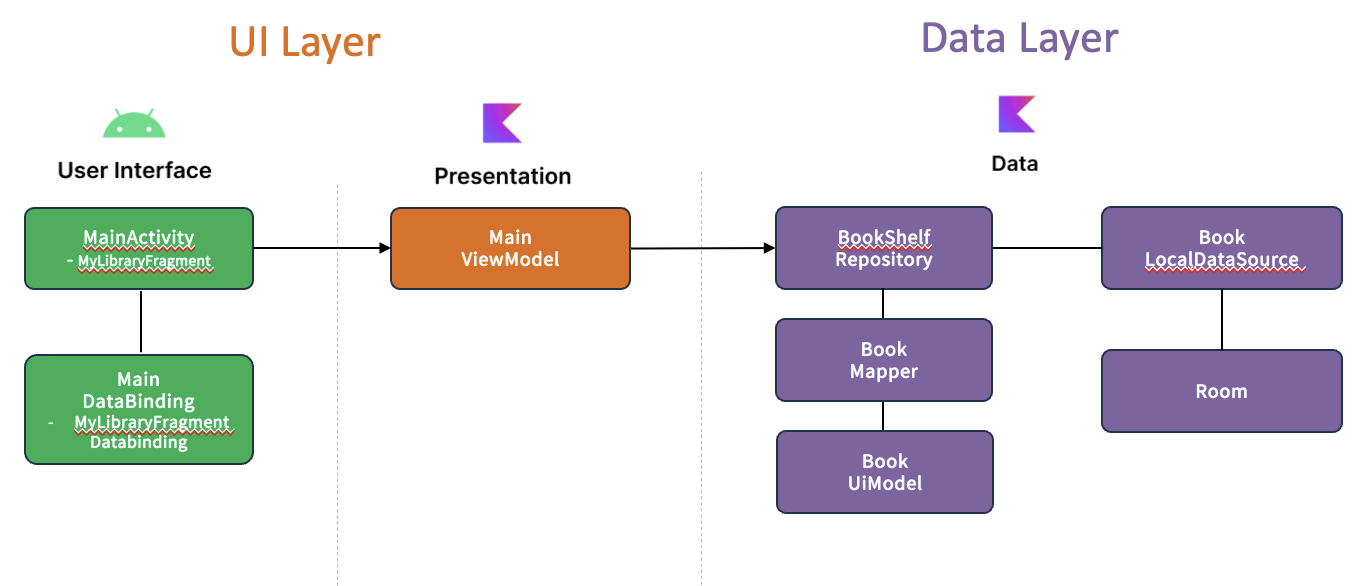 UI Layer
Data Layer
User Interface
Presentation
Data
MainActivity
- MyLibraryFragment
Main
ViewModel
BookShelf
Repository
Book
LocalDataSource
Main
DataBinding
- MyLibraryFragment
Databinding
Book
Mapper
Room
Book
UiModel